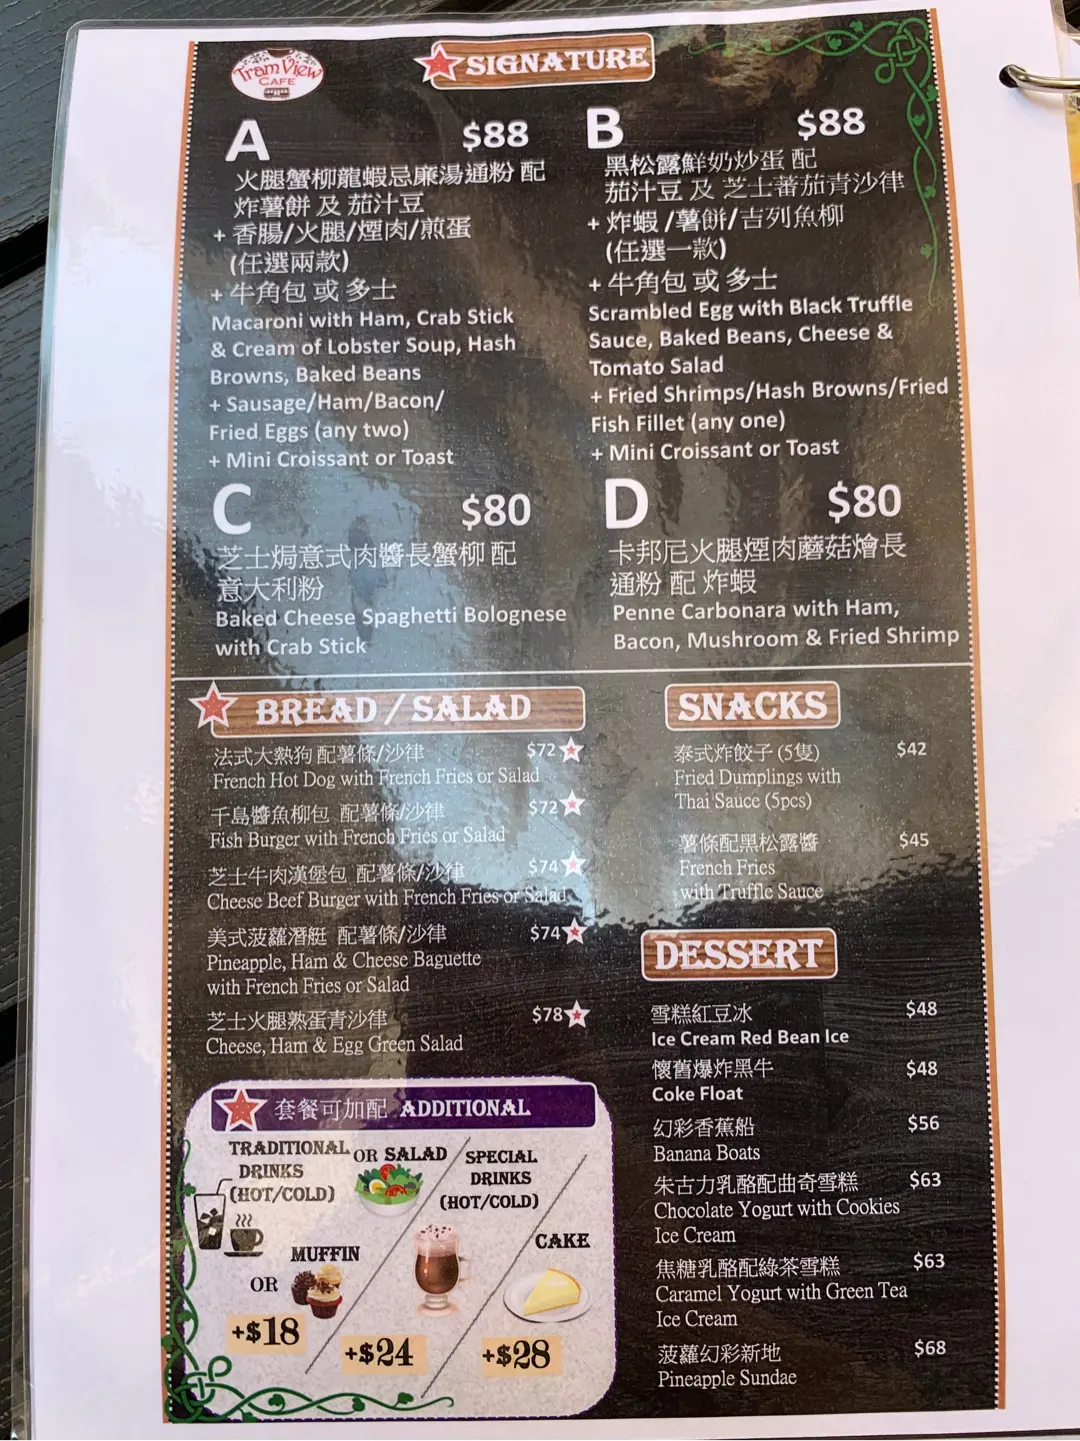 Tram View
CAFE
SIGNATURE
A $88
火腿蟹柳龍蝦忌廉湯通粉 配
炸薯餅 及 茄汁豆
+ 香腸/火腿/煙肉/煎蛋
(任選兩款)
+ 牛角包 或 多士
Macaroni with Ham, Crab Stick
& Cream of Lobster Soup, Hash
Browns, Baked Beans
+ Sausage/Ham/Bacon/
Fried Eggs (any two)
+ Mini Croissant or Toast
B $88
黑松露鮮奶炒蛋 配
茄汁豆 及 芝士蕃茄青沙律
+ 炸蝦 /薯餅/吉列魚柳
(任選一款)
+ 牛角包 或 多士
Scrambled Egg with Black Truffle
Sauce, Baked Beans, Cheese &
Tomato Salad
+ Fried Shrimps/Hash Browns/Fried
Fish Fillet (any one)
+ Mini Croissant or Toast
C $80
芝士焗意式肉醬長蟹柳 配
意大利粉
Baked Cheese Spaghetti Bolognese
with Crab Stick
D $80
卡邦尼火腿煙肉蘑菇燴長
通粉 配 炸蝦
Penne Carbonara with Ham,
Bacon, Mushroom & Fried Shrimp
BREAD / SALAD
法式大熱狗 配薯條/沙律 $72
French Hot Dog with French Fries or Salad
千島醬魚柳包 配薯條/沙律 $72
Fish Burger with French Fries or Salad
芝士牛肉漢堡包 配薯條/沙律 $74
Cheese Beef Burger with French Fries or Salad
美式菠蘿潛艇 配薯條/沙律 $74
Pineapple, Ham & Cheese Baguette
with French Fries or Salad
芝士火腿熟蛋青沙律 $78
Cheese, Ham & Egg Green Salad
套餐可加配 ADDITIONAL
TRADITIONAL
DRINKS
(HOT/COLD)
OR SALAD
MUFFIN
OR
+$18
SPECIAL
DRINKS
(HOT/COLD)
+$24
CAKE
+$28
SNACKS
泰式炸餃子 (5隻) $42
Fried Dumplings with
Thai Sauce (5pcs)
薯條配黑松露醬 $45
French Fries
with Truffle Sauce
DESSERT
雪糕紅豆冰 $48
Ice Cream Red Bean Ice
懷舊爆炸黑牛 $48
Coke Float
幻彩香蕉船 $56
Banana Boats
朱古力乳酪配曲奇雪糕 $63
Chocolate Yogurt with Cookies
Ice Cream
焦糖乳酪配綠茶雪糕 $63
Caramel Yogurt with Green Tea
Ice Cream
菠蘿幻彩新地 $68
Pineapple Sundae